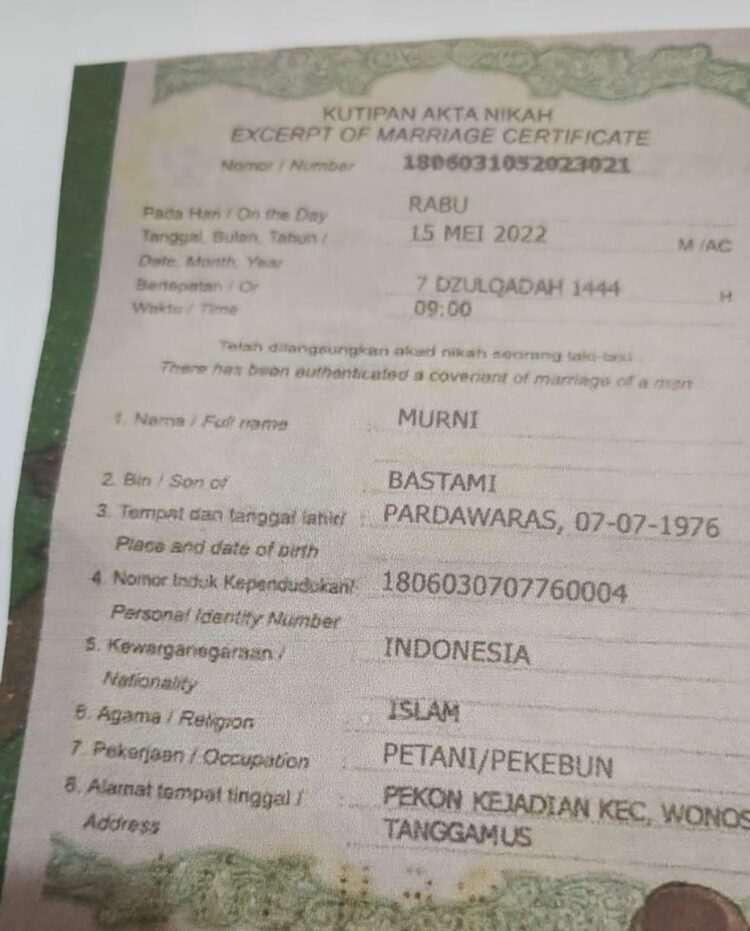 KUTIPAN AKTA NIKAH
EXCERPT OF MARRIAGE CERTIFICATE
Nomor / Number 1806031052023021
Pada Hari / On the Day RABU
Tanggal, Bulan, Tahun / 15 MEI 2022 M /AC
Date, Month, Year
Bertepatan / Or 7 DZULQADAH 1444 H
Waktu / Time 09:00
Telah dilangsungkan akad nikah seorang laki-laki
There has been authenticated a covenant of marriage of a man
1. Nama / Full name : MURNI
2. Bin / Son of : BASTAMI
3. Tempat dan tanggal lahir/ : PARDAWARAS, 07-07-1976
Place and date of birth
4. Nomor Induk Kependudukan/ 1806030707760004
Personal Identity Number
5. Kewarganegaraan / INDONESIA
Nationality
6. Agama / Religion : ISLAM
7. Pekerjaan / Occupation : PETANI/PEKEBUN
8. Alamat tempat tinggal / : PEKON KEJADIAN KEC, WONOS
Address TANGGAMUS